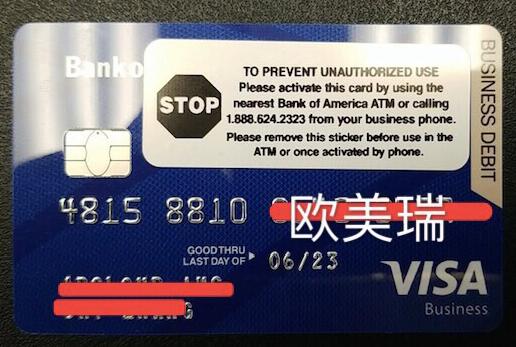 Banko
TO PREVENT UNAUTHORIZED USE
Please activate this card by using the
nearest Bank of America ATM or calling
1.888.624.2323 from your business phone.
Please remove this sticker before use in the
ATM or once activated by phone.
STOP
BUSINESS DEBIT
4815 8810
欧美瑞
GOOD THRU
LAST DAY OF
06/23
VISA
Business